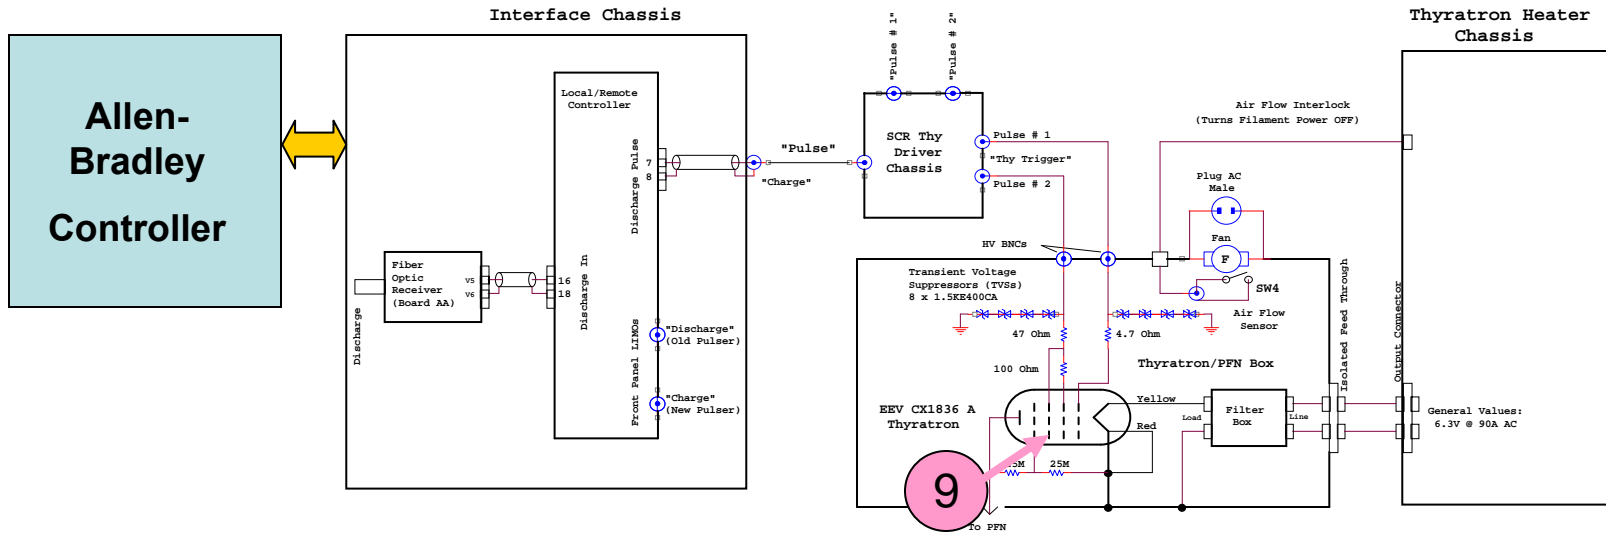 Interface Chassis
Thyratron Heater
Chassis
Allen-
Bradley
Controller
Local/Remote
Controller
7
8
Discharge Pulse
"Charge"
"Pulse"
"Pulse # 1"
"Pulse # 2"
SCR Thy
Driver
Chassis
Pulse # 1
"Thy Trigger"
Pulse # 2
Air Flow Interlock
(Turns Filament Power OFF)
Plug AC
Male
Fan
F
SW4
Air Flow
Sensor
HV BNCs
Fiber
Optic
Receiver
(Board AA)
V5
V6
16
18
Discharge In
Discharge
Front Panel LIMOs
"Discharge"
(Old Pulser)
"Charge"
(New Pulser)
Transient Voltage
Suppressors (TVSs)
8 x 1.5KE400CA
47 Ohm
4.7 Ohm
100 Ohm
Thyratron/PFN Box
EEV CX1836 A
Thyratron
Yellow
Red
Load
Filter
Box
Line
Isolated Feed Through
Output Connector
General Values:
6.3V @ 90A AC
25M
9
To PFN